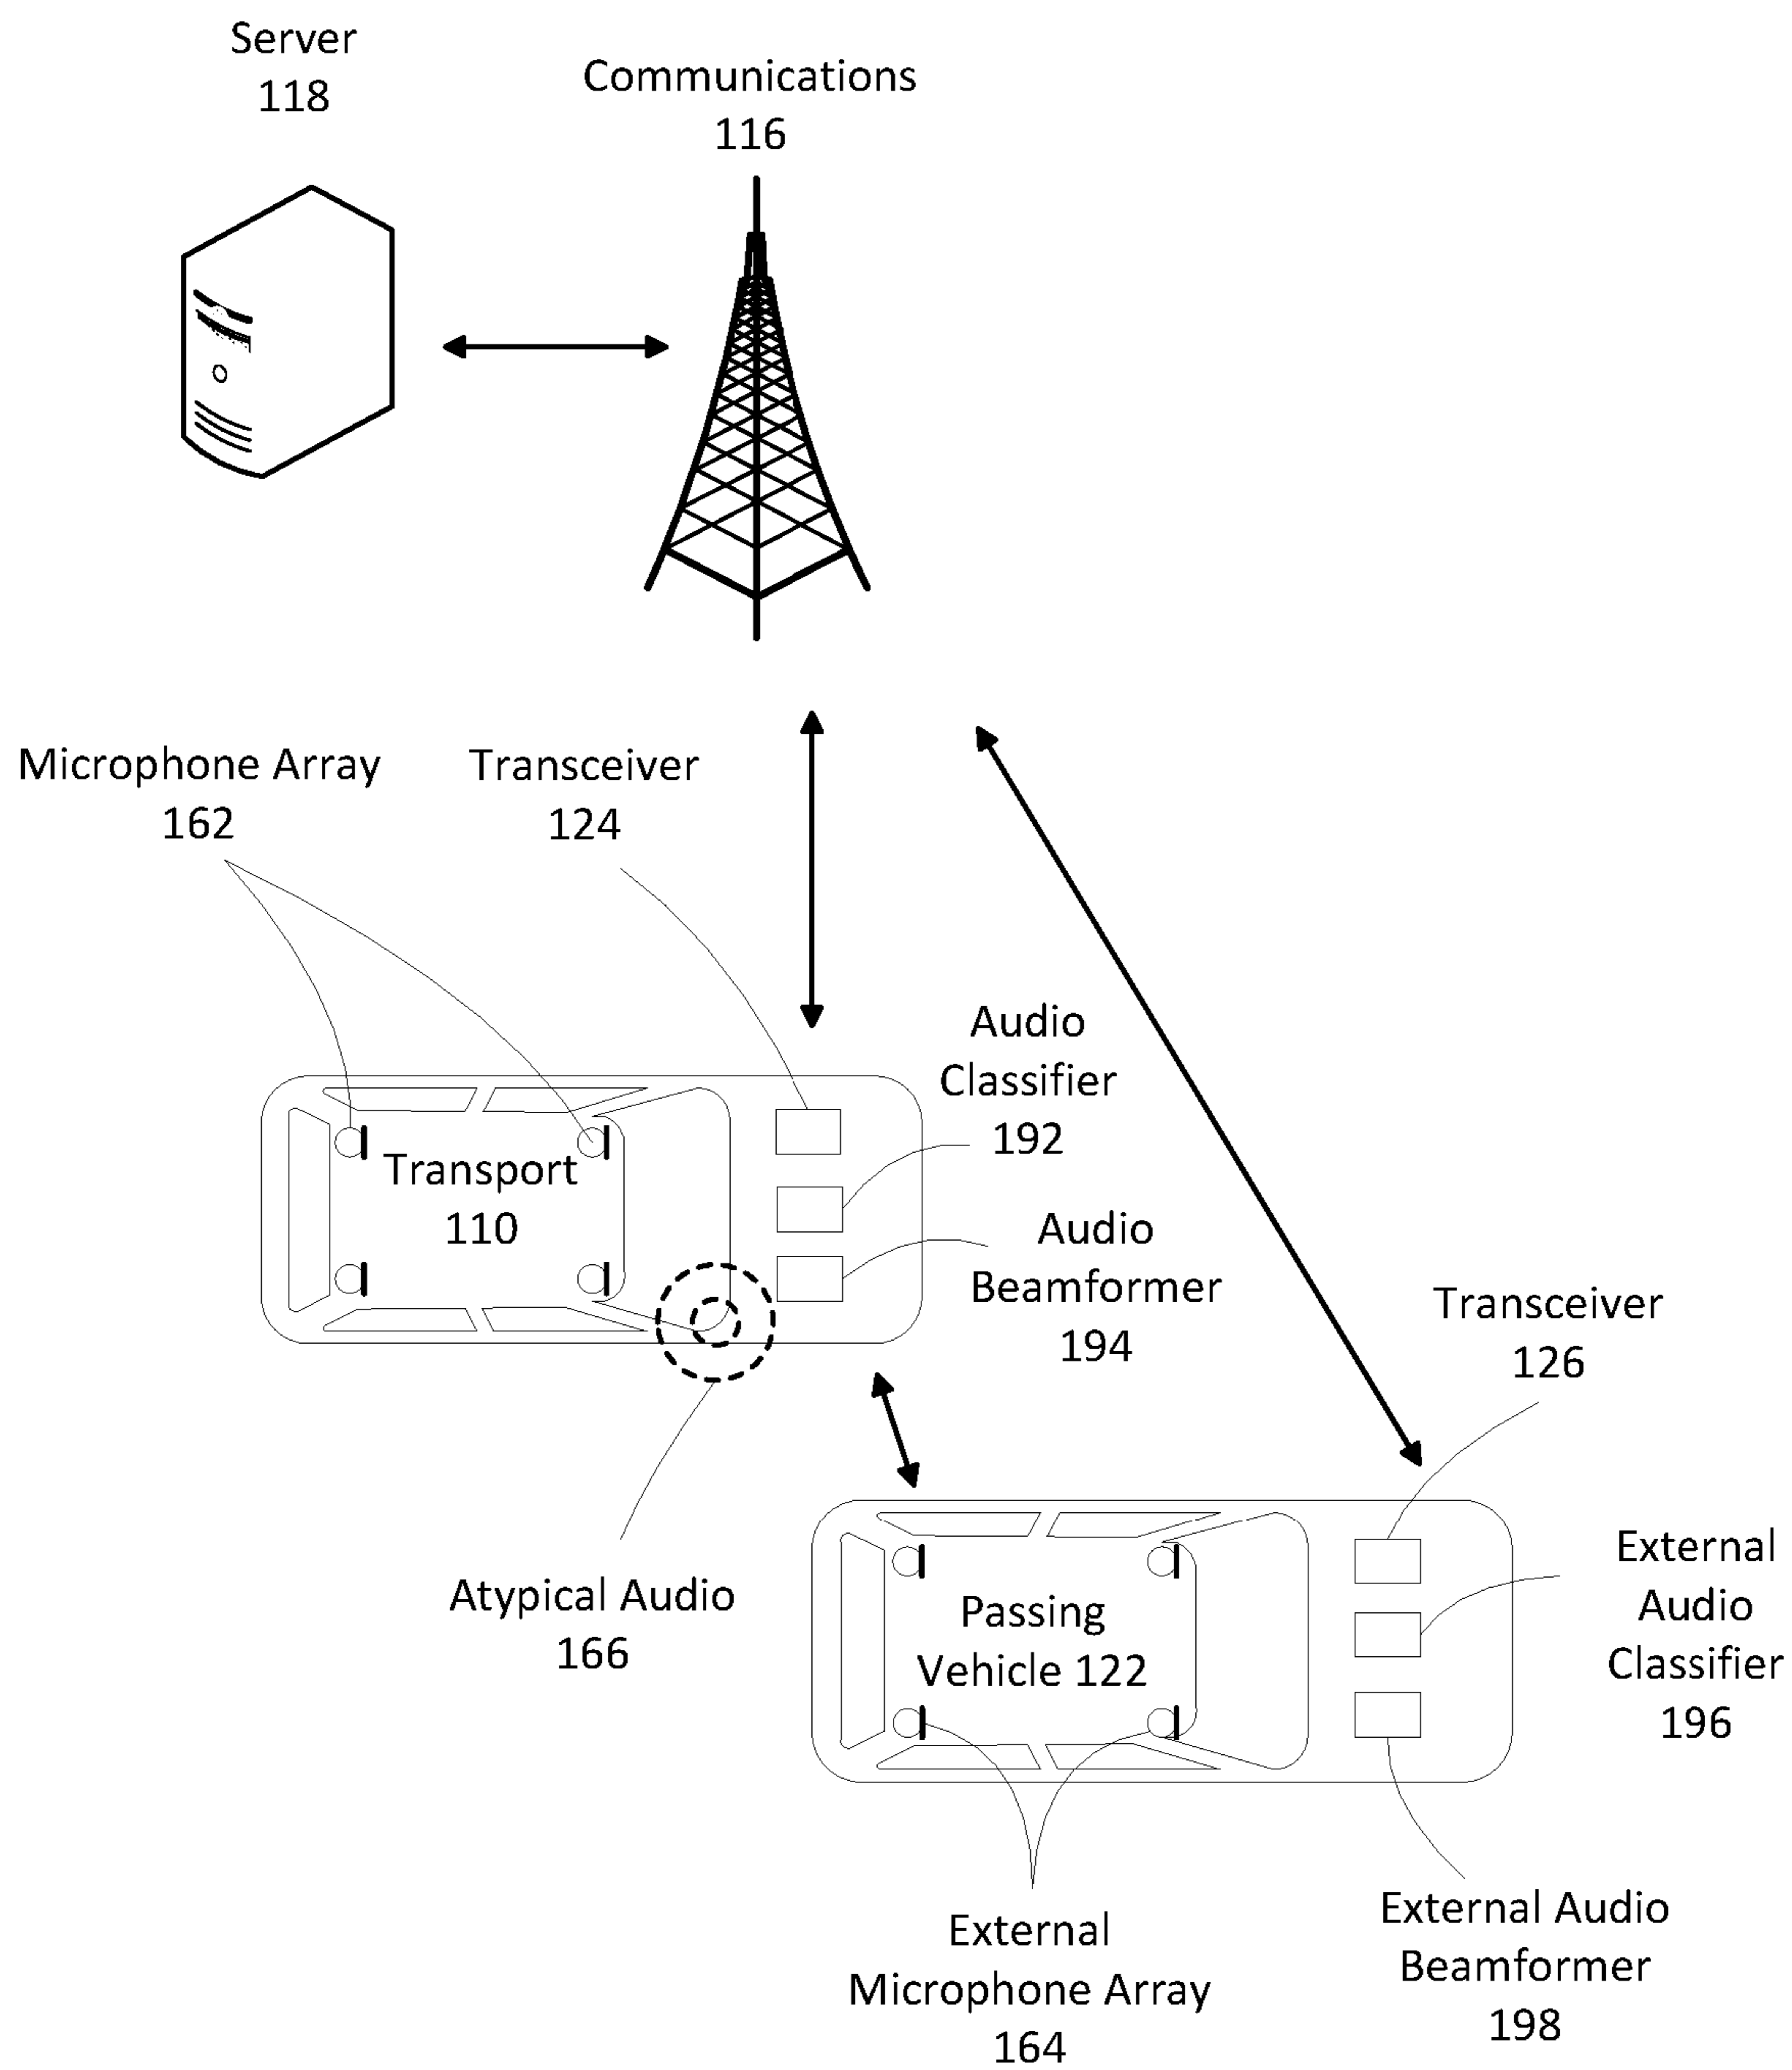 Server
118
Communications
116
Microphone Array
162
Transceiver
124
Audio
Classifier
192
Transport
110
Audio
Beamformer
194
Transceiver
126
Atypical Audio
166
Passing
Vehicle 122
External
Audio
Classifier
196
External
Microphone Array
164
External Audio
Beamformer
198